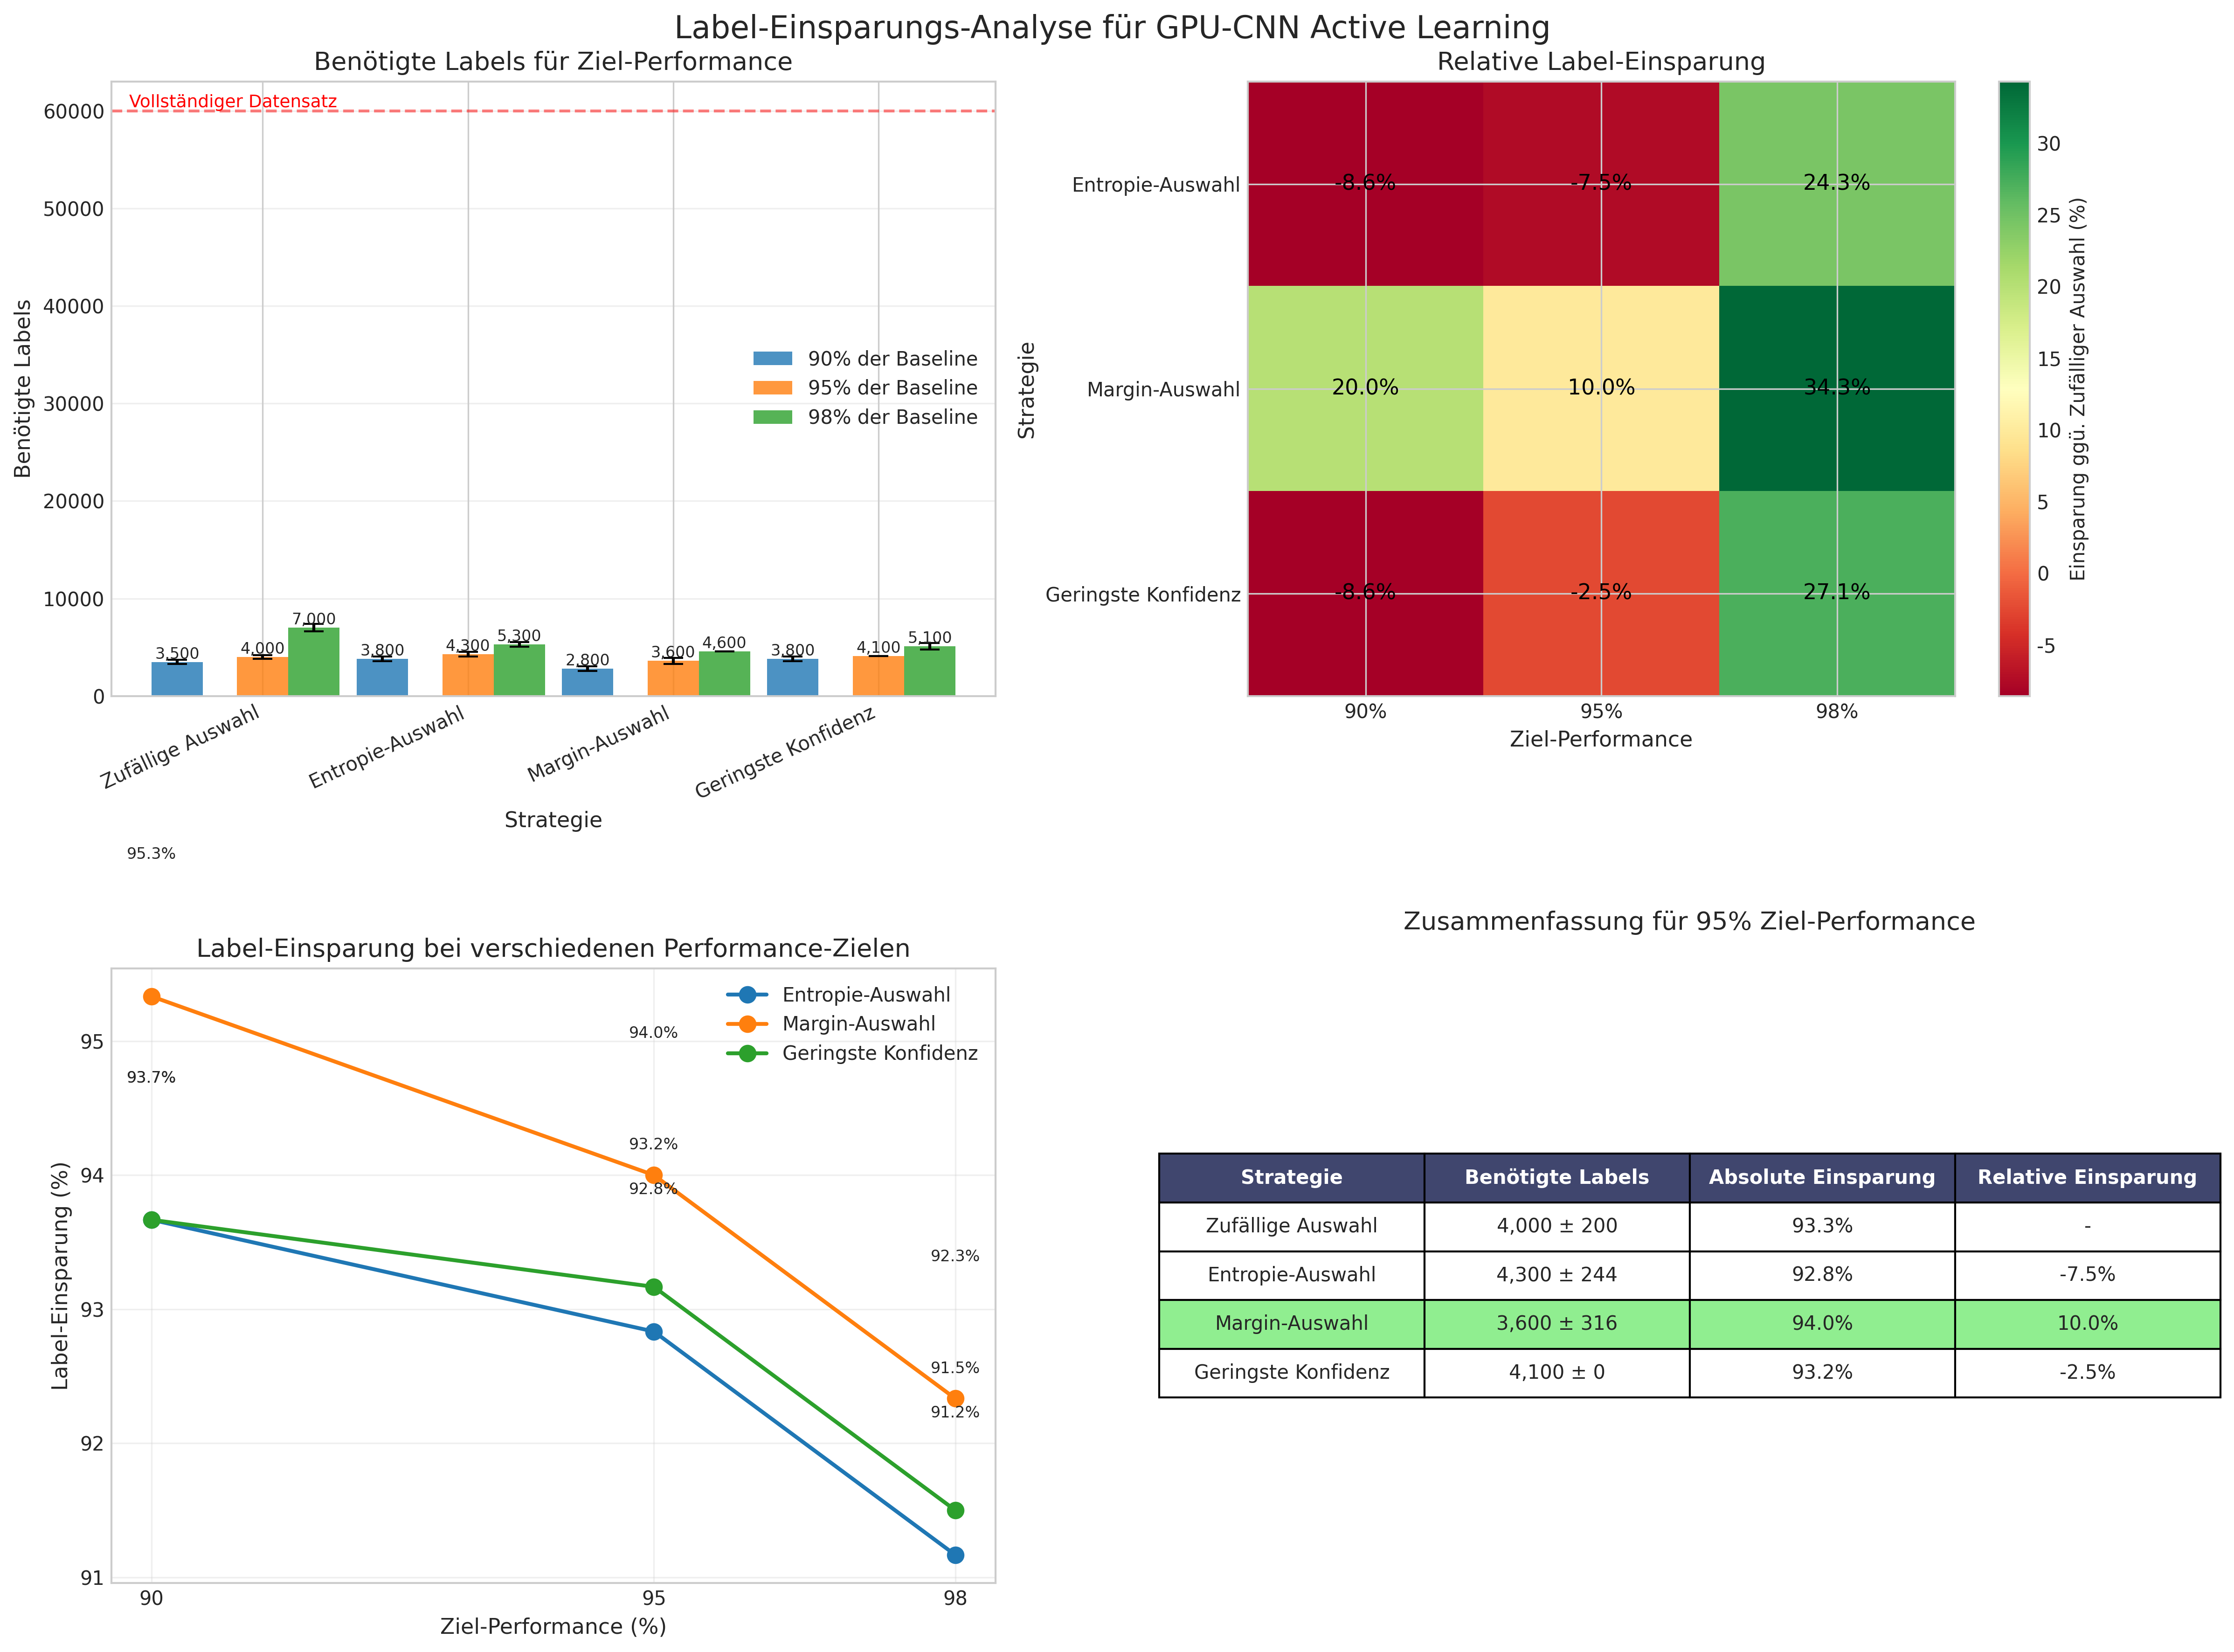 Label-Einsparungs-Analyse für GPU-CNN Active Learning
Benötigte Labels für Ziel-Performance
Vollständiger Datensatz
60000
50000
40000
30000
20000
10000
0
Benötigte Labels
90% der Baseline
95% der Baseline
98% der Baseline
3,500
4,000
7,000
3,800
4,300
5,300
2,800
3,600
4,600
3,800
4,100
5,100
Zufällige Auswahl
Entropie-Auswahl
Margin-Auswahl
Geringste Konfidenz
Strategie
Relative Label-Einsparung
Strategie
Entropie-Auswahl
-8.6%
-7.5%
24.3%
Margin-Auswahl
20.0%
10.0%
34.3%
Geringste Konfidenz
-8.6%
-2.5%
27.1%
90%
95%
98%
Ziel-Performance
30
25
20
15
10
5
0
-5
Einsparung ggü. Zufälliger Auswahl (%)
95.3%
Label-Einsparung bei verschiedenen Performance-Zielen
Entropie-Auswahl
Margin-Auswahl
Geringste Konfidenz
94.0%
93.7%
93.2%
92.8%
92.3%
91.5%
91.2%
95
94
93
92
91
Label-Einsparung (%)
90
95
98
Ziel-Performance (%)
Zusammenfassung für 95% Ziel-Performance
Strategie Benötigte Labels Absolute Einsparung Relative Einsparung
Zufällige Auswahl 4,000 ± 200 93.3% -
Entropie-Auswahl 4,300 ± 244 92.8% -7.5%
Margin-Auswahl 3,600 ± 316 94.0% 10.0%
Geringste Konfidenz 4,100 ± 0 93.2% -2.5%